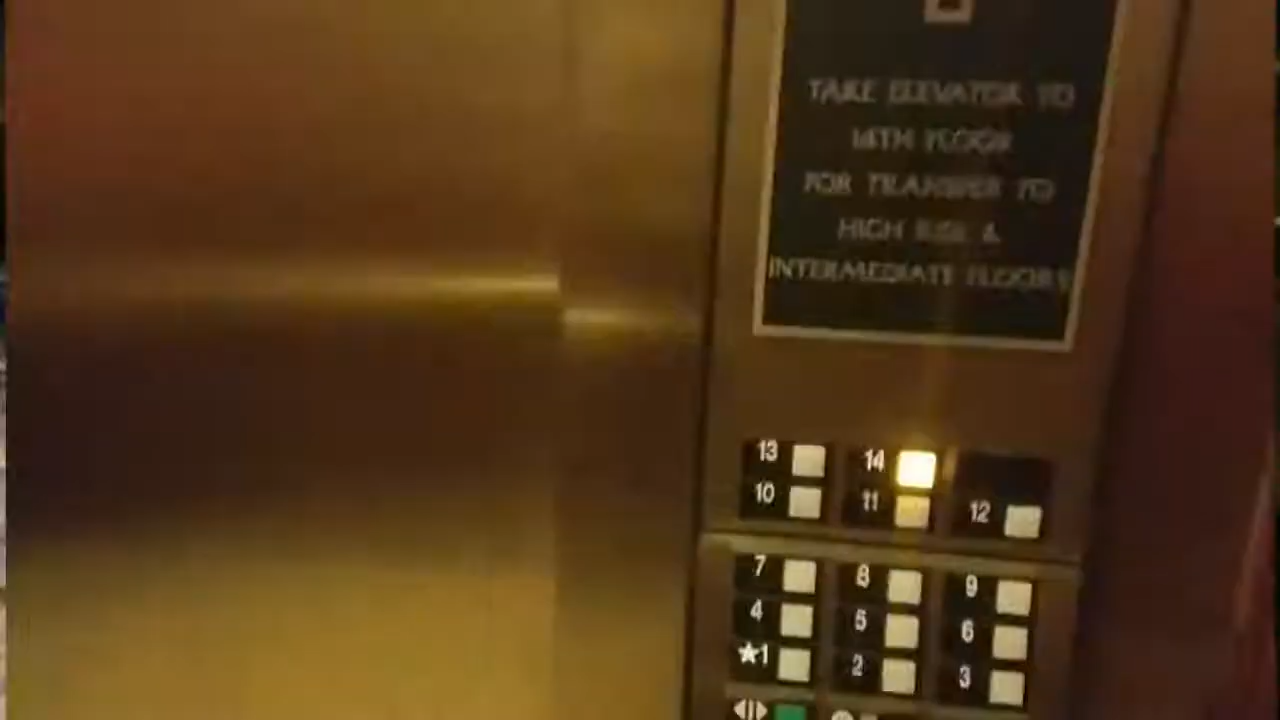 TAKE ELEVATOR TO
14TH FLOOR
FOR TRANSFER TO
HIGH RISE &
INTERMEDIATE FLOORS
13 14
10 11 12
7 8 9
4 5 6
★1 2 3